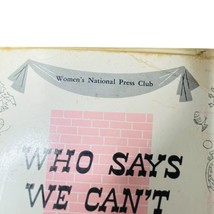 Women's National Press Club
WHO SAYS
WE CAN'T